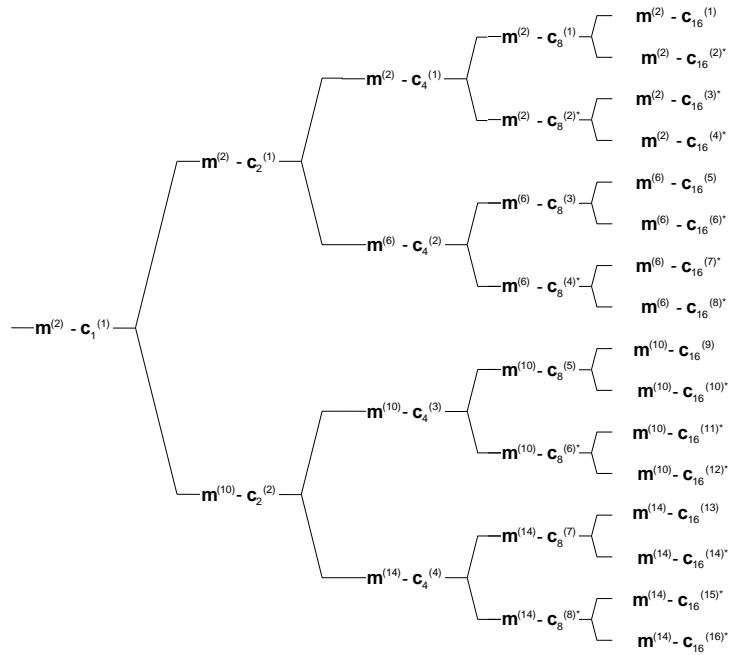 m(2) - c16(1)
m(2) - c8(1)
m(2) - c16(2)*
m(2) - c4(1)
m(2) - c16(3)*
m(2) - c8(2)*
m(2) - c16(4)*
m(2) - c2(1)
m(6) - c16(5)
m(6) - c8(3)
m(6) - c16(6)*
m(6) - c4(2)
m(6) - c16(7)*
m(6) - c8(4)*
m(6) - c16(8)*
m(2) - c1(1)
m(10) - c16(9)
m(10) - c8(5)
m(10) - c16(10)*
m(10) - c4(3)
m(10) - c16(11)*
m(10) - c8(6)*
m(10) - c16(12)*
m(10) - c2(2)
m(14) - c16(13)
m(14) - c8(7)
m(14) - c16(14)*
m(14) - c4(4)
m(14) - c16(15)*
m(14) - c8(8)*
m(14) - c16(16)*